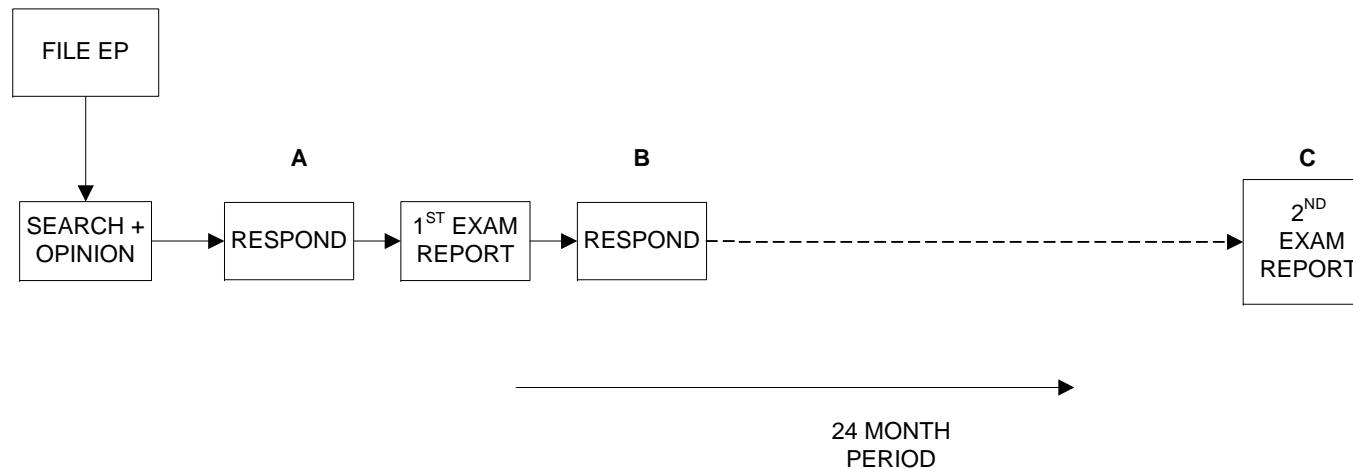 FILE EP
A
B
C
SEARCH +
OPINION
RESPOND
1ST EXAM
REPORT
RESPOND
2ND
EXAM
REPORT
24 MONTH
PERIOD